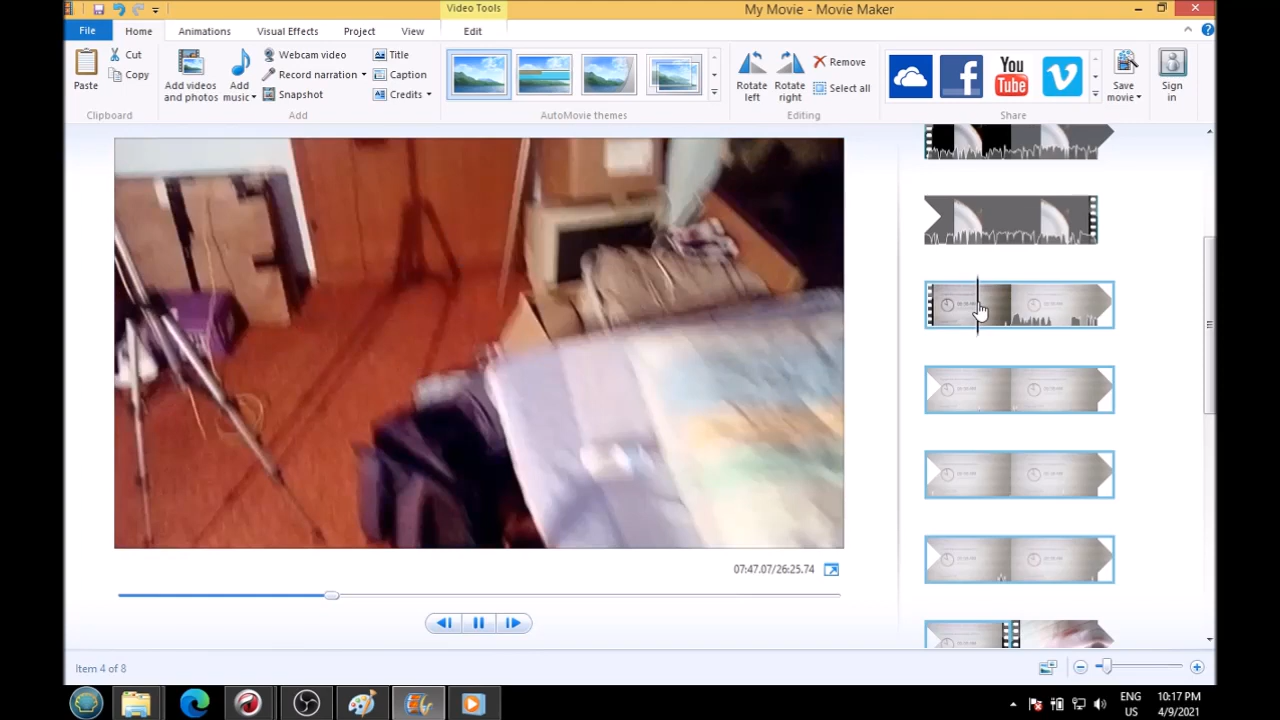 Video Tools
My Movie - Movie Maker
File
Home
Animations
Visual Effects
Project
View
Edit
Paste
Cut
Copy
Clipboard
Add videos
and photos
Add
music
Webcam video
Record narration
Snapshot
Title
Caption
Credits
Add
AutoMovie themes
Rotate
left
Rotate
right
Remove
Select all
Editing
You
Tube
Share
Save
movie
Sign
in
07:47.07/26:25.74
Item 4 of 8
ENG
US
10:17 PM
4/9/2021